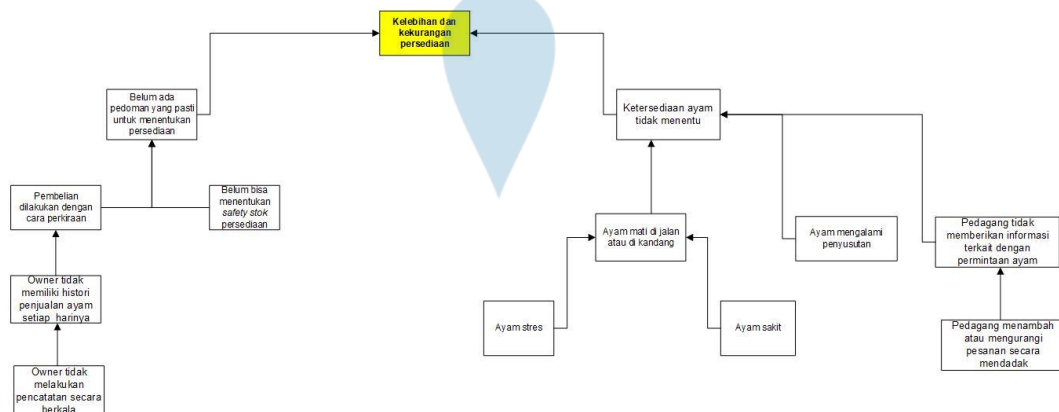 Kelebihan dan
kekurangan
persediaan
Belum ada
pedoman yang pasti
untuk menentukan
persediaan
Ketersediaan ayam
tidak menentu
Pembelian
dilakukan dengan
cara perkiraan
Belum bisa
menentukan
safety stok
persediaan
Ayam mati di jalan
atau di kandang
Ayam mengalami
penyusutan
Pedagang tidak
memberikan informasi
terkait dengan
permintaan ayam
Owner tidak
memiliki histori
penjualan ayam
setiap harinya
Ayam stres
Ayam sakit
Pedagang menambah
atau mengurangi
pesanan secara
mendadak
Owner tidak
melakukan
pencatatan secara
berkala